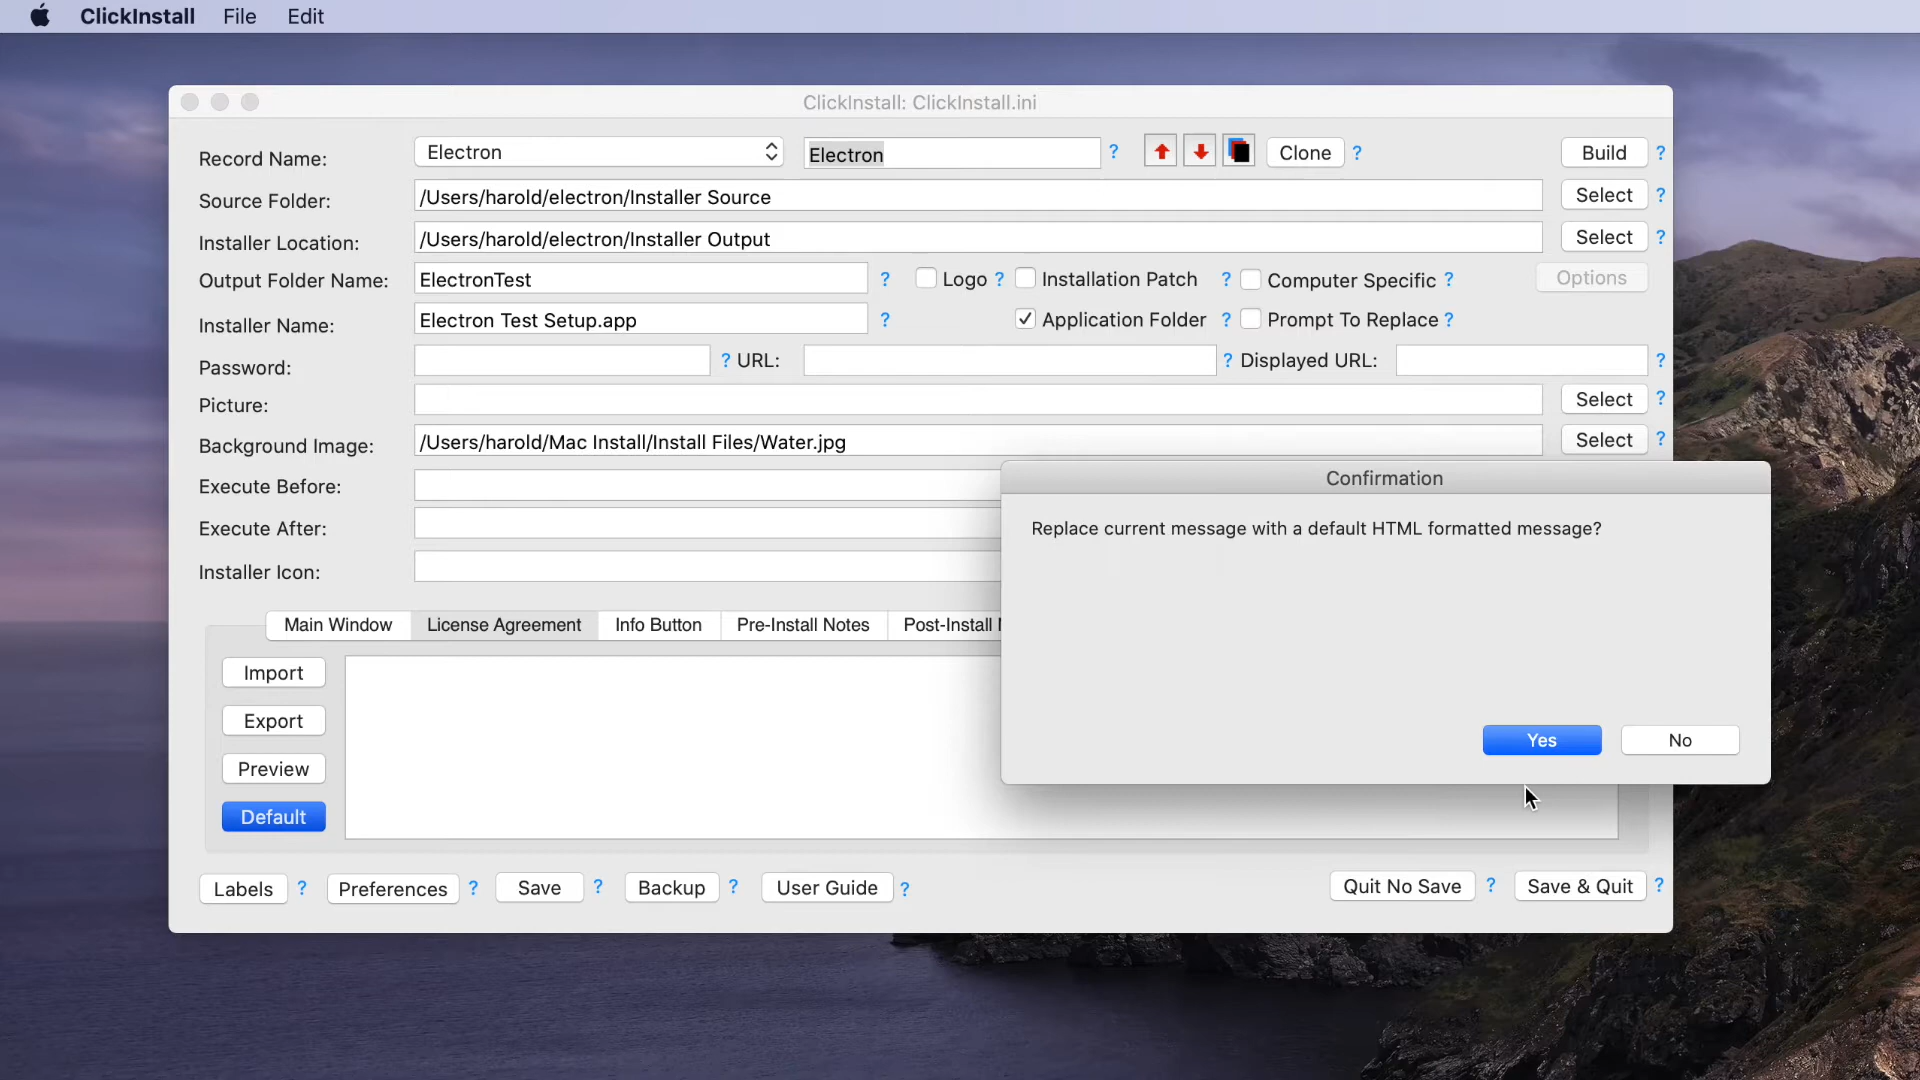 ClickInstall File Edit
ClickInstall: ClickInstall.ini
Record Name: Electron Electron ? Clone ? Build ?
Source Folder: /Users/harold/electron/Installer Source Select ?
Installer Location: /Users/harold/electron/Installer Output Select ?
Output Folder Name: ElectronTest ? Logo ? Installation Patch ? Computer Specific ? Options
Installer Name: Electron Test Setup.app ? Application Folder ? Prompt To Replace ?
Password: ? URL: ? Displayed URL: ?
Picture: Select ?
Background Image: /Users/harold/Mac Install/Install Files/Water.jpg Select ?
Execute Before:
Execute After:
Installer Icon:
Confirmation
Replace current message with a default HTML formatted message?
Yes No
Main Window License Agreement Info Button Pre-Install Notes Post-Install
Import
Export
Preview
Default
Labels ? Preferences ? Save ? Backup ? User Guide ? Quit No Save ? Save & Quit ?